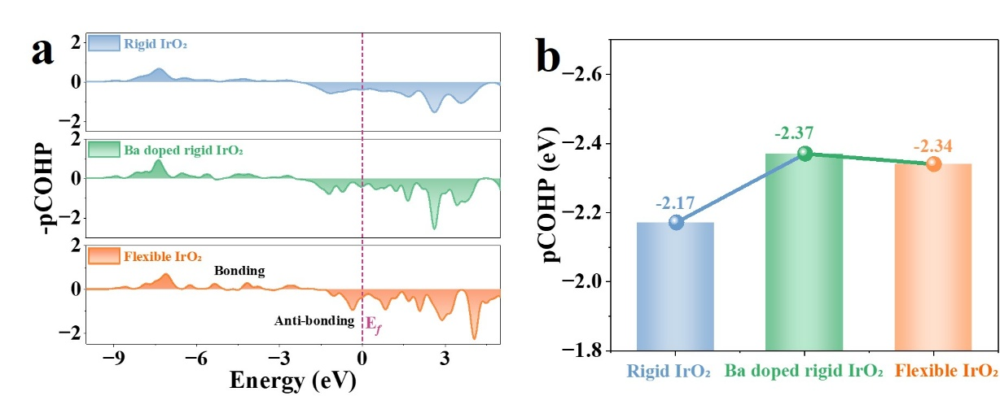 a
2
Rigid IrO₂
0
−2
2
Ba doped rigid IrO₂
0
−2
-pCOHP
2
Flexible IrO₂
Bonding
0
Anti-bonding
E𝑓
−2
−9
−6
−3
0
3
Energy (eV)
b
−2.6
−2.4
−2.2
−2.0
−1.8
pCOHP (eV)
-2.17
-2.37
-2.34
Rigid IrO₂
Ba doped rigid IrO₂
Flexible IrO₂